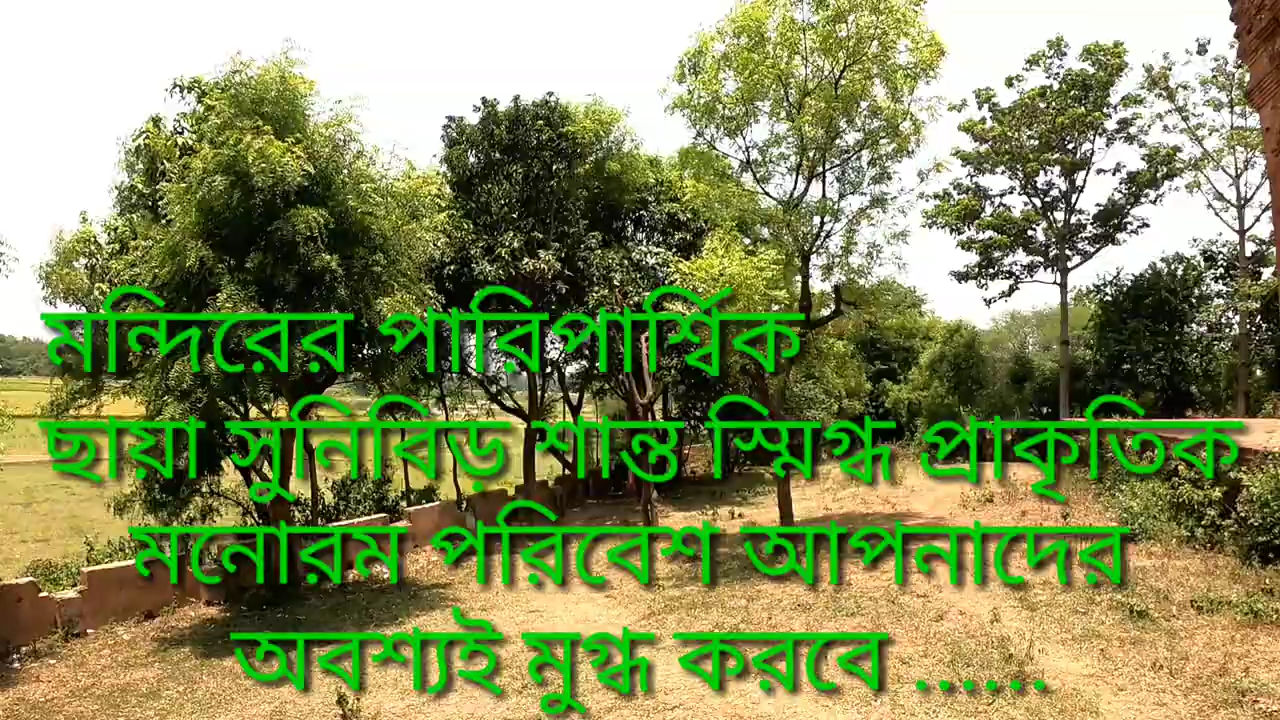 মন্দিরের পারিপার্শ্বিক
ছায়া সুনিবিড় শান্ত স্মিগ্ধ প্রাকৃতিক
মনোরম পরিবেশ আপনাদের
অবশ্যই মুগ্ধ করবে ......